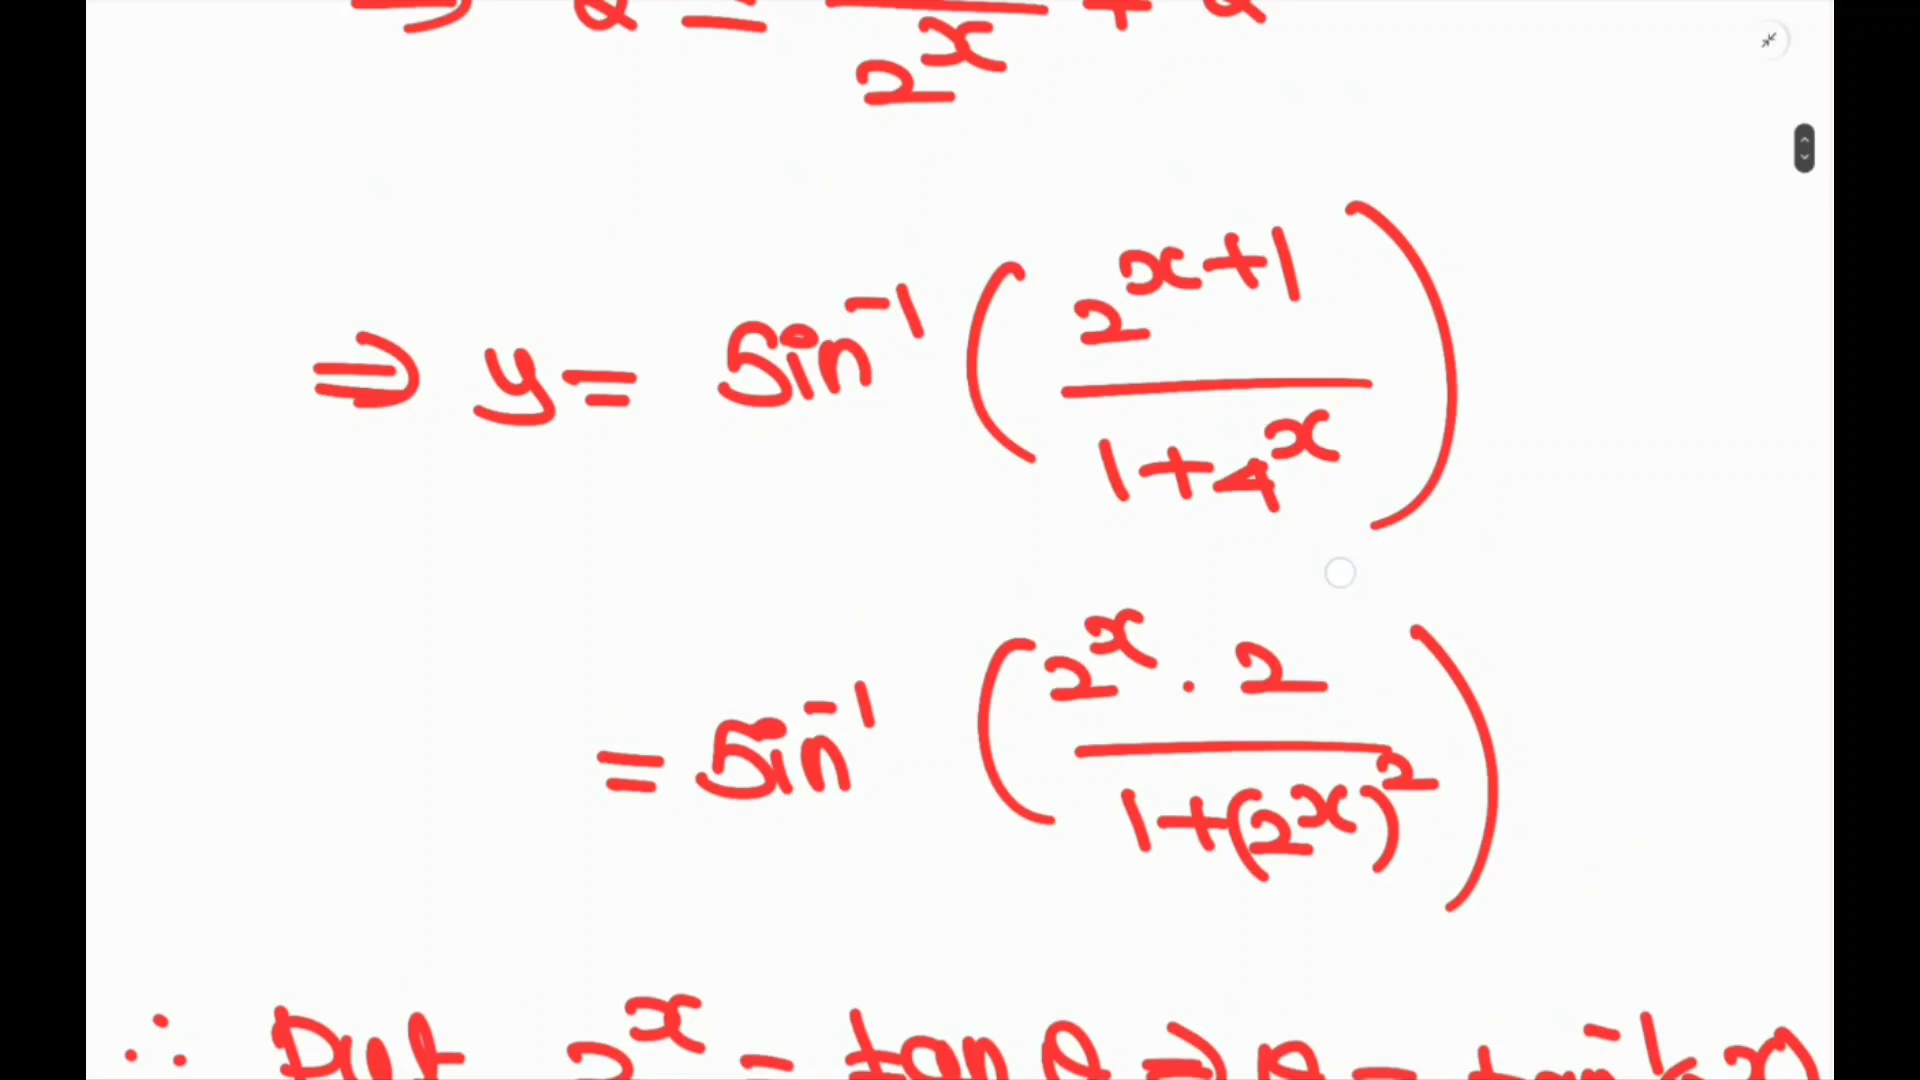 2^x
⇒ y = Sin^-1 ( 2^x+1 / 1+4^x )
= Sin^-1 ( 2^x . 2 / 1+(2^x)^2 )
∴ Put 2^x = tan θ ⇒ θ = tan^-1(2^x)